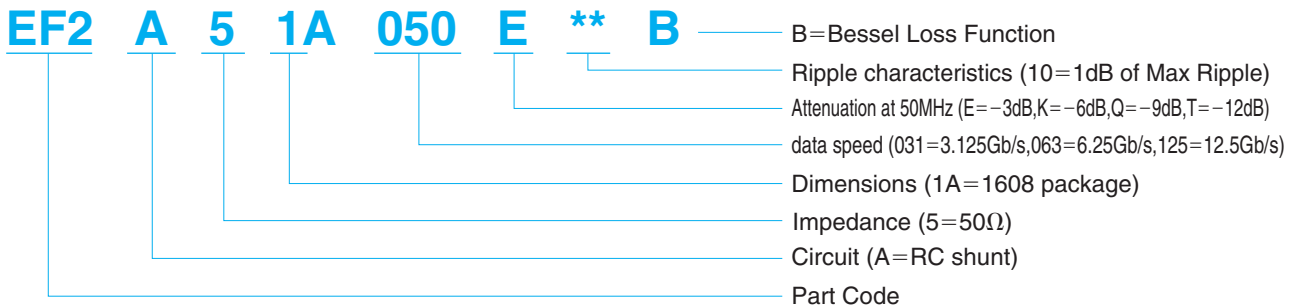 EF2 A 5 1A 050 E ** B
B=Bessel Loss Function
Ripple characteristics (10=1dB of Max Ripple)
Attenuation at 50MHz (E=−3dB,K=−6dB,Q=−9dB,T=−12dB)
data speed (031=3.125Gb/s,063=6.25Gb/s,125=12.5Gb/s)
Dimensions (1A=1608 package)
Impedance (5=50Ω)
Circuit (A=RC shunt)
Part Code